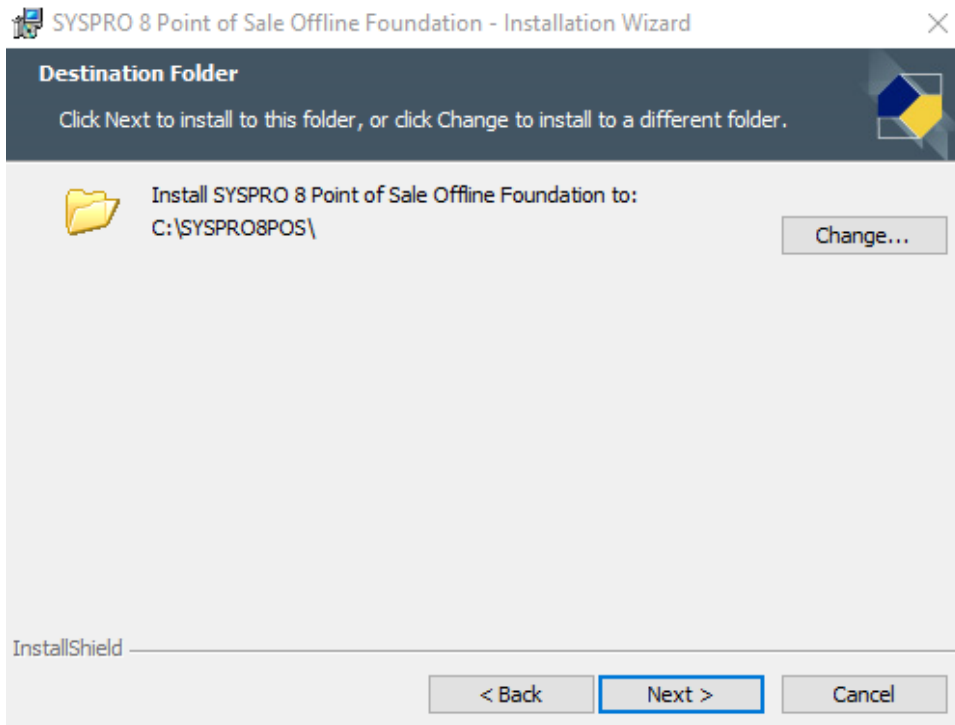 SYSPRO 8 Point of Sale Offline Foundation - Installation Wizard
Destination Folder
Click Next to install to this folder, or click Change to install to a different folder.
Install SYSPRO 8 Point of Sale Offline Foundation to:
C:\SYSPRO8POS\
Change...
InstallShield
< Back
Next >
Cancel